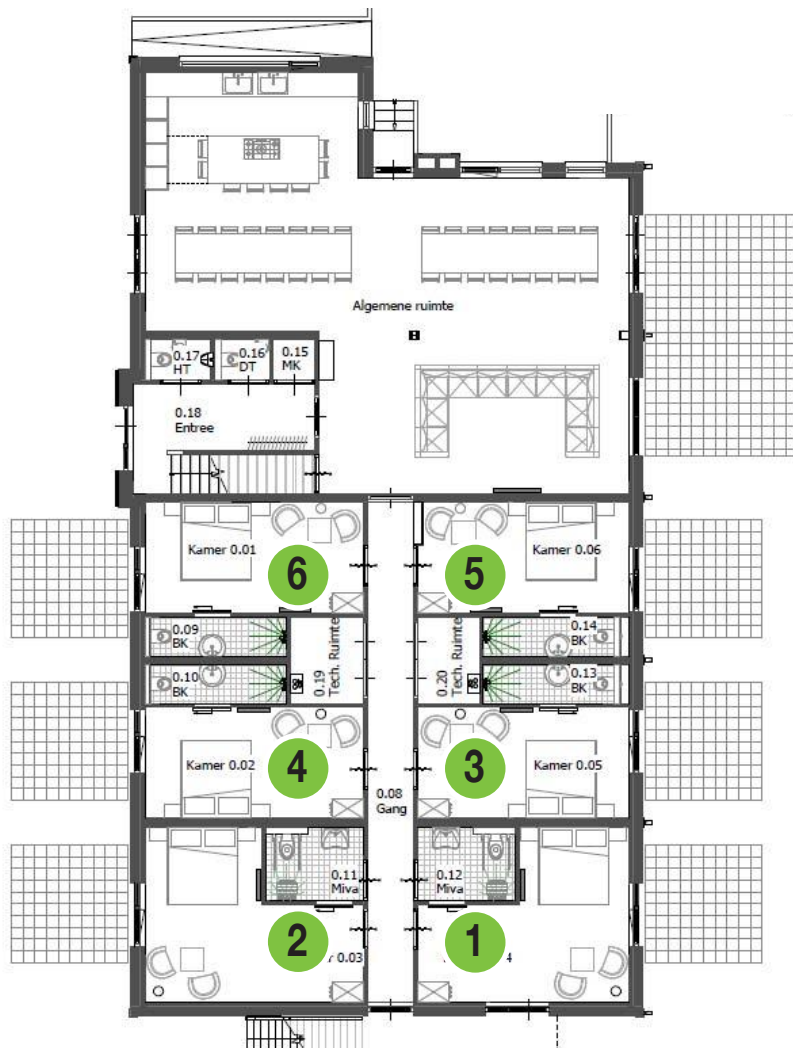 Algemene ruimte
0.17
HT
0.16
DT
0.15
MK
0.18
Entree
Kamer 0.01
6
5
Kamer 0.06
0.09
BK
0.14
BK
0.19
Tech. Ruimte
0.20
Tech. Ruimte
0.10
BK
0.13
BK
Kamer 0.02
4
3
Kamer 0.05
0.08
Gang
0.11
Miva
0.12
Miva
2
1
r 0.03
4